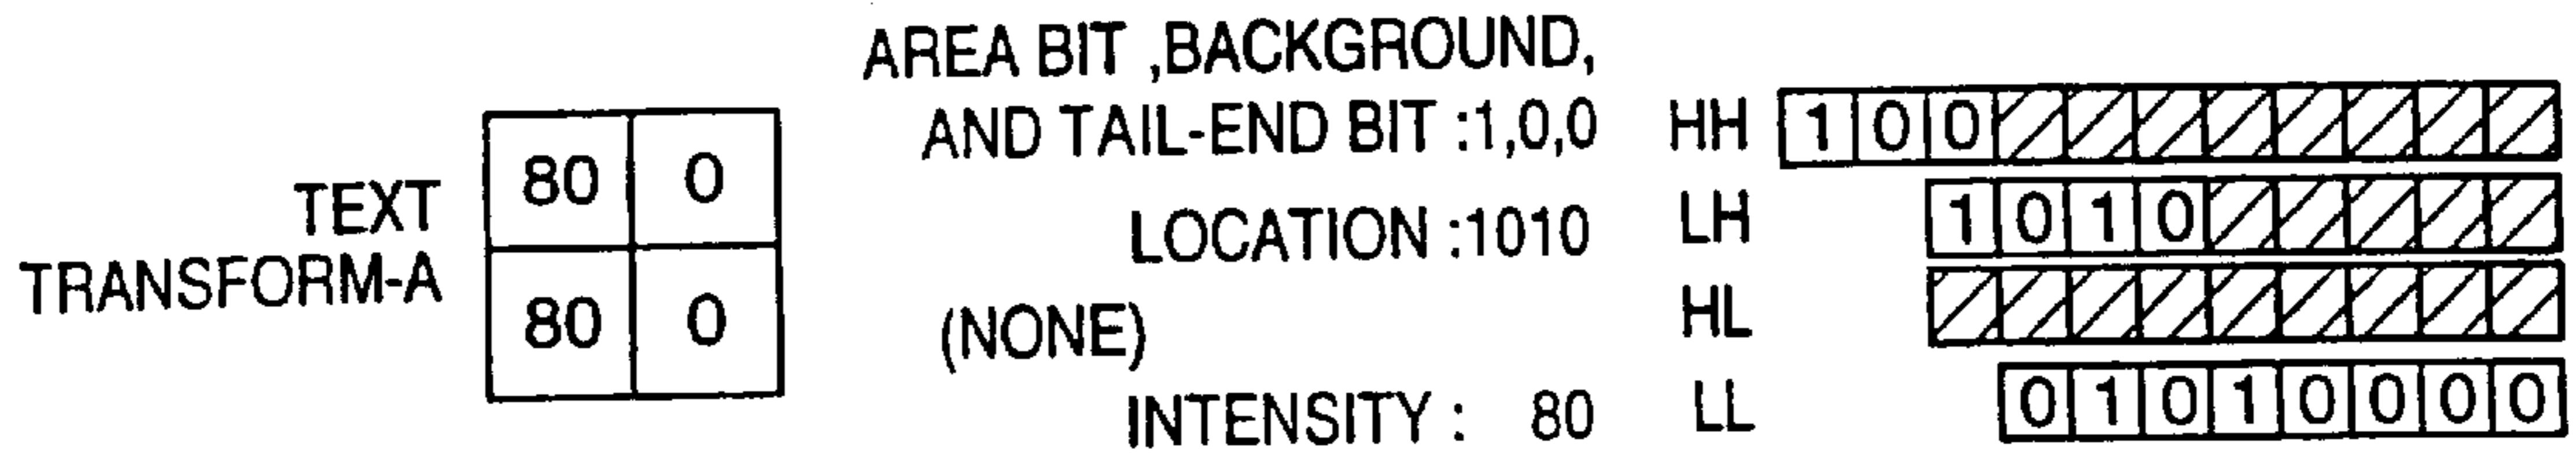 AREA BIT ,BACKGROUND,
AND TAIL-END BIT :1,0,0 HH 1 0 0
TEXT
TRANSFORM-A
80 0
80 0
LOCATION :1010 LH 1 0 1 0
(NONE) HL
INTENSITY : 80 LL 0 1 0 1 0 0 0 0